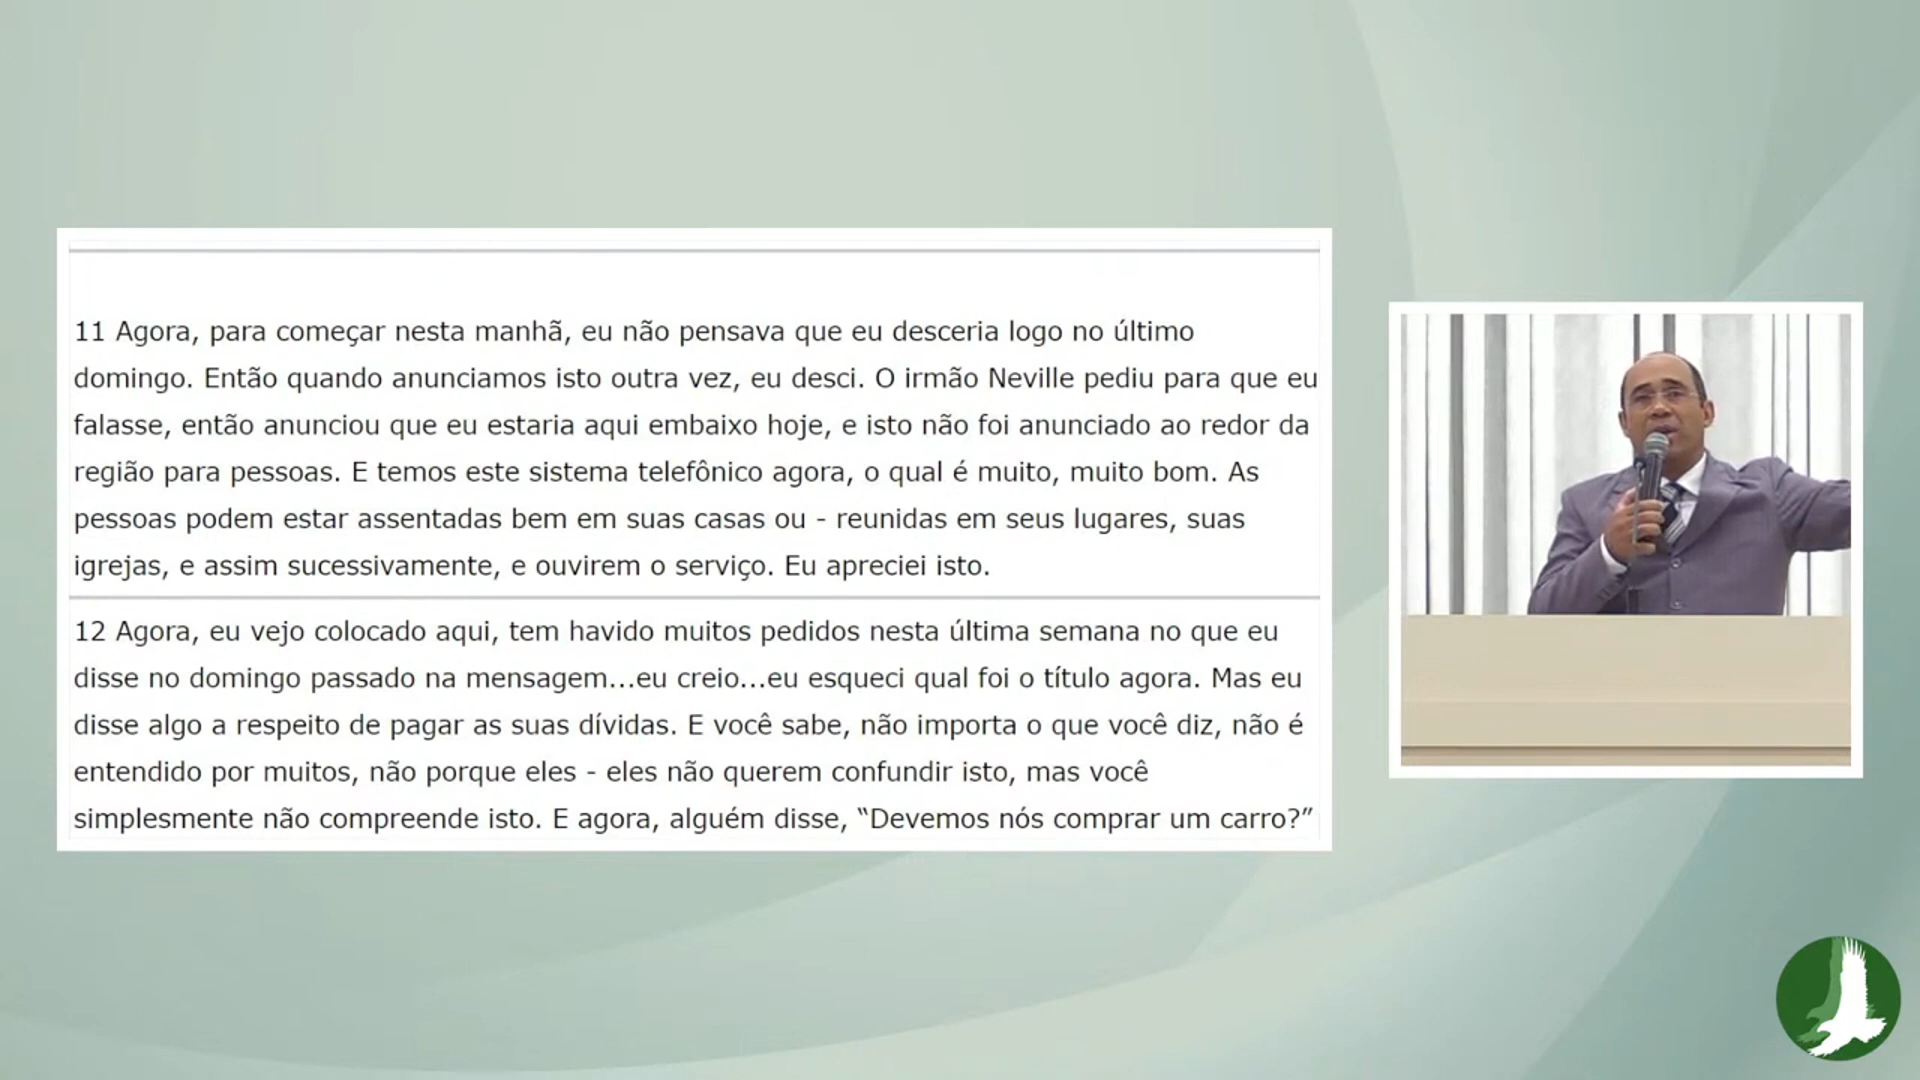 11 Agora, para começar nesta manhã, eu não pensava que eu desceria logo no último
domingo. Então quando anunciamos isto outra vez, eu desci. O irmão Neville pediu para que eu
falasse, então anunciou que eu estaria aqui embaixo hoje, e isto não foi anunciado ao redor da
região para pessoas. E temos este sistema telefônico agora, o qual é muito, muito bom. As
pessoas podem estar assentadas bem em suas casas ou - reunidas em seus lugares, suas
igrejas, e assim sucessivamente, e ouvirem o serviço. Eu apreciei isto.
12 Agora, eu vejo colocado aqui, tem havido muitos pedidos nesta última semana no que eu
disse no domingo passado na mensagem...eu creio...eu esqueci qual foi o título agora. Mas eu
disse algo a respeito de pagar as suas dívidas. E você sabe, não importa o que você diz, não é
entendido por muitos, não porque eles - eles não querem confundir isto, mas você
simplesmente não compreende isto. E agora, alguém disse, “Devemos nós comprar um carro?”